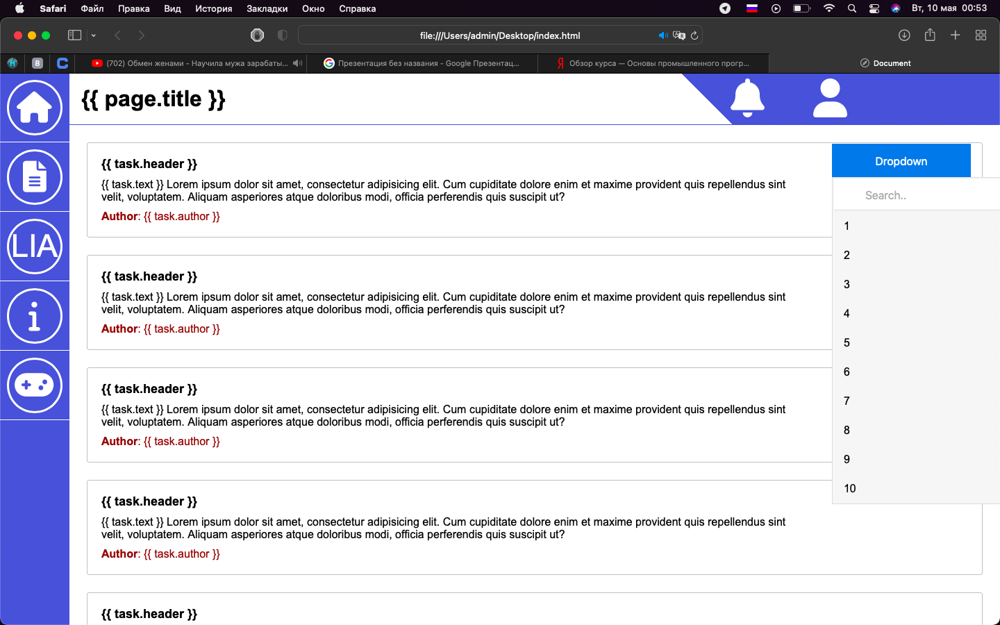 Safari Файл Правка Вид История Закладки Окно Справка Вт, 10 мая 00:53
file:///Users/admin/Desktop/index.html
H 8 C (702) Обмен женами - Научила мужа зарабаты... Презентация без названия - Google Презентац... Я Обзор курса — Основы промышленного прогр... Document
{{ page.title }}
{{ task.header }}
{{ task.text }} Lorem ipsum dolor sit amet, consectetur adipisicing elit. Cum cupiditate dolore enim et maxime provident quis repellendus sint
velit, voluptatem. Aliquam asperiores atque doloribus modi, officia perferendis quis suscipit ut?
Author: {{ task.author }}
{{ task.header }}
{{ task.text }} Lorem ipsum dolor sit amet, consectetur adipisicing elit. Cum cupiditate dolore enim et maxime provident quis repellendus sint
velit, voluptatem. Aliquam asperiores atque doloribus modi, officia perferendis quis suscipit ut?
Author: {{ task.author }}
{{ task.header }}
{{ task.text }} Lorem ipsum dolor sit amet, consectetur adipisicing elit. Cum cupiditate dolore enim et maxime provident quis repellendus sint
velit, voluptatem. Aliquam asperiores atque doloribus modi, officia perferendis quis suscipit ut?
Author: {{ task.author }}
{{ task.header }}
{{ task.text }} Lorem ipsum dolor sit amet, consectetur adipisicing elit. Cum cupiditate dolore enim et maxime provident quis repellendus sint
velit, voluptatem. Aliquam asperiores atque doloribus modi, officia perferendis quis suscipit ut?
Author: {{ task.author }}
{{ task.header }}
LIA
Dropdown
Search..
1
2
3
4
5
6
7
8
9
10